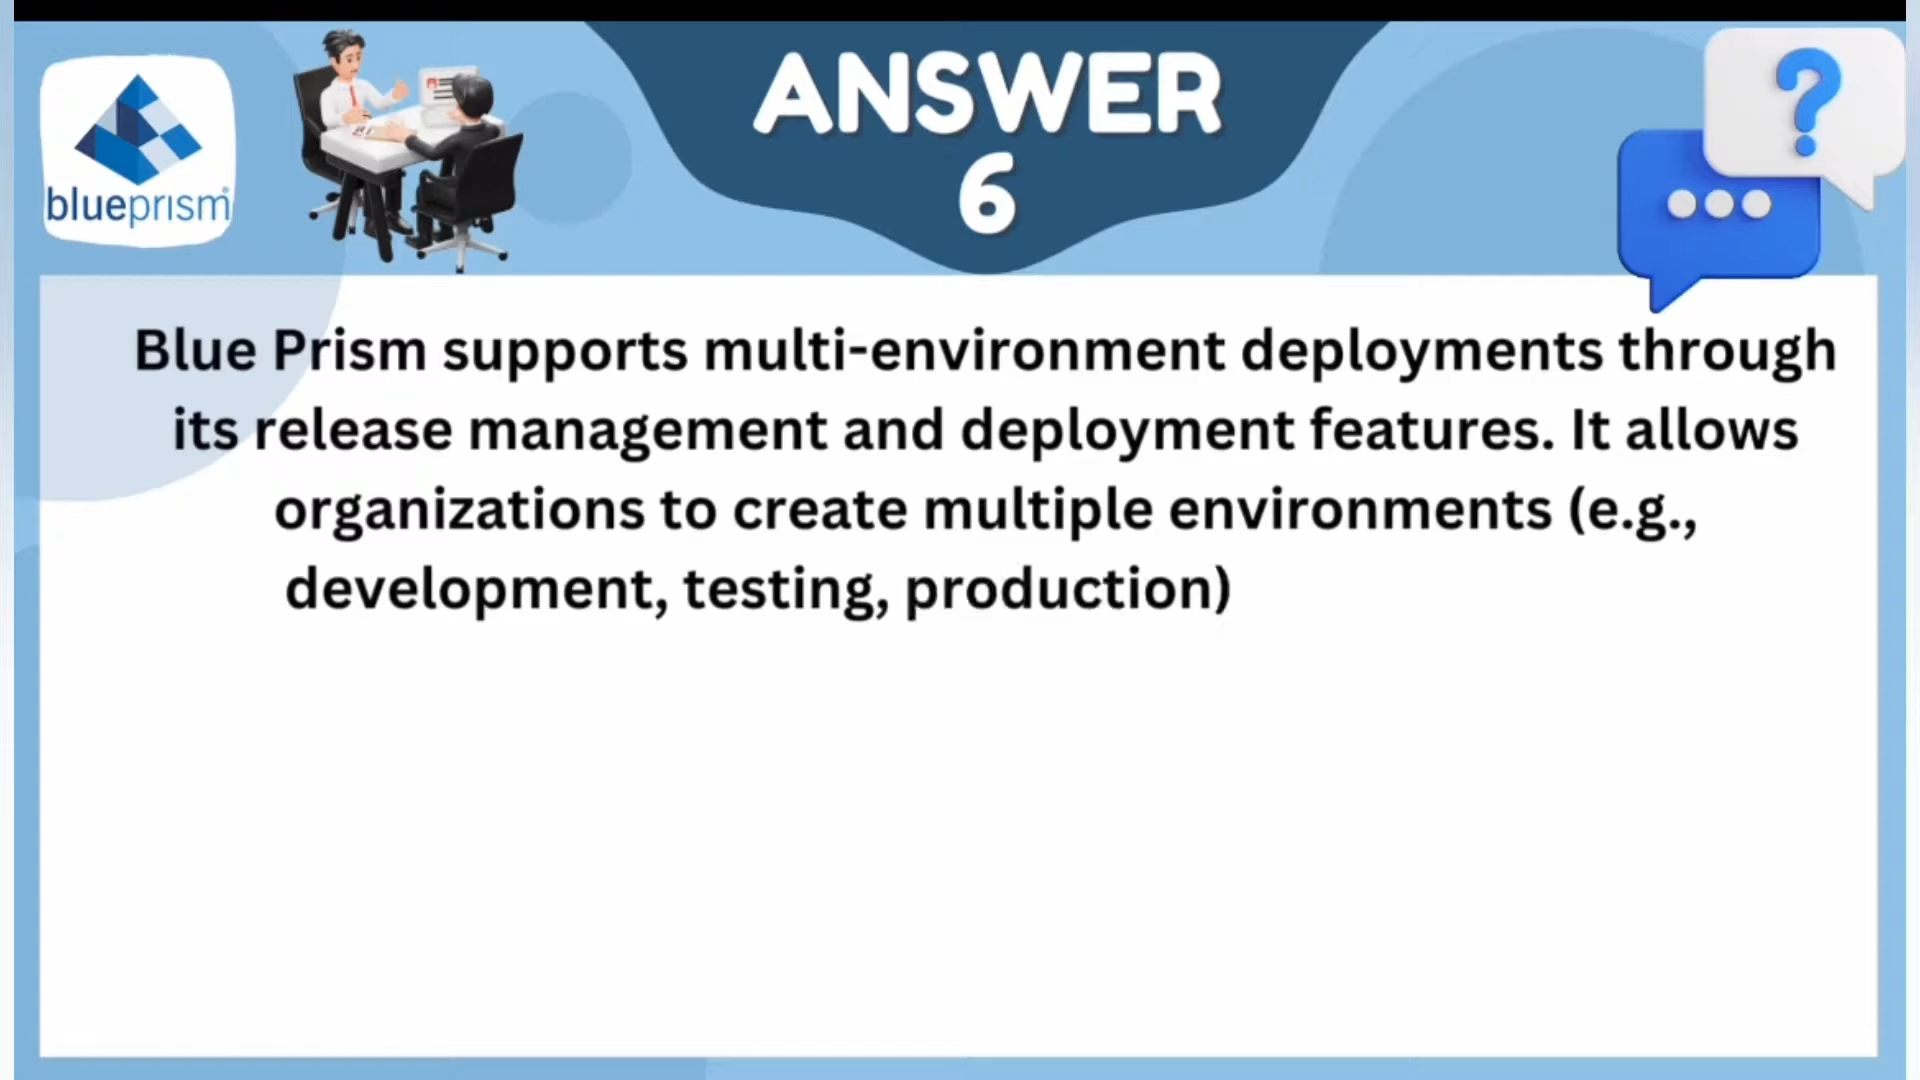 blueprism
ANSWER
6
Blue Prism supports multi-environment deployments through
its release management and deployment features. It allows
organizations to create multiple environments (e.g.,
development, testing, production)